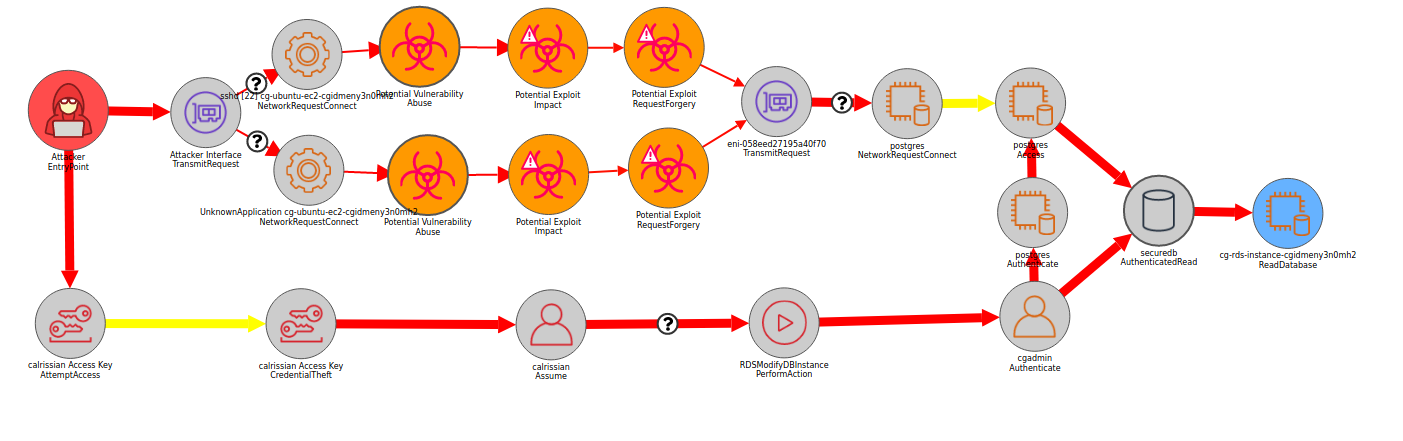 sshd [22] cg-ubuntu-ec2-cgidmeny3n0mh2
NetworkRequestConnect
Potential Vulnerability
Abuse
Potential Exploit
Impact
Potential Exploit
RequestForgery
?
Attacker
EntryPoint
Attacker Interface
TransmitRequest
eni-058eed27195a40f70
TransmitRequest
?
postgres
NetworkRequestConnect
postgres
Access
?
UnknownApplication cg-ubuntu-ec2-cgidmeny3n0mh2
NetworkRequestConnect
Potential Vulnerability
Abuse
Potential Exploit
Impact
Potential Exploit
RequestForgery
postgres
Authenticate
securedb
AuthenticatedRead
cg-rds-instance-cgidmeny3n0mh2
ReadDatabase
calrissian Access Key
AttemptAccess
calrissian Access Key
CredentialTheft
calrissian
Assume
?
RDSModifyDBInstance
PerformAction
cgadmin
Authenticate